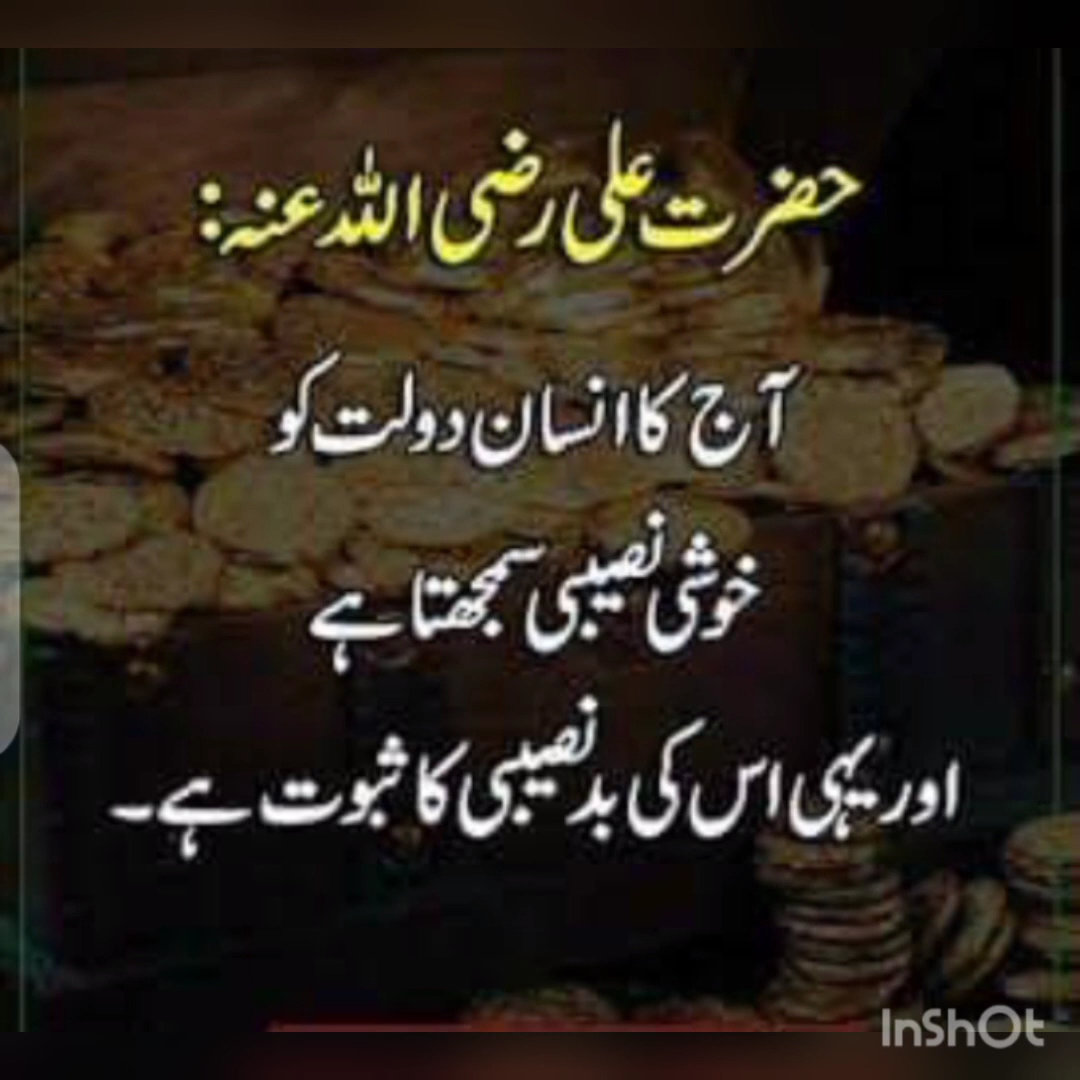 حضرت علی رضی اللہ عنہ:
آج کا انسان دولت کو
خوشی نصیبی سمجھتا ہے
اور یہی اس کی بد نصیبی کا ثبوت ہے۔
InShOt